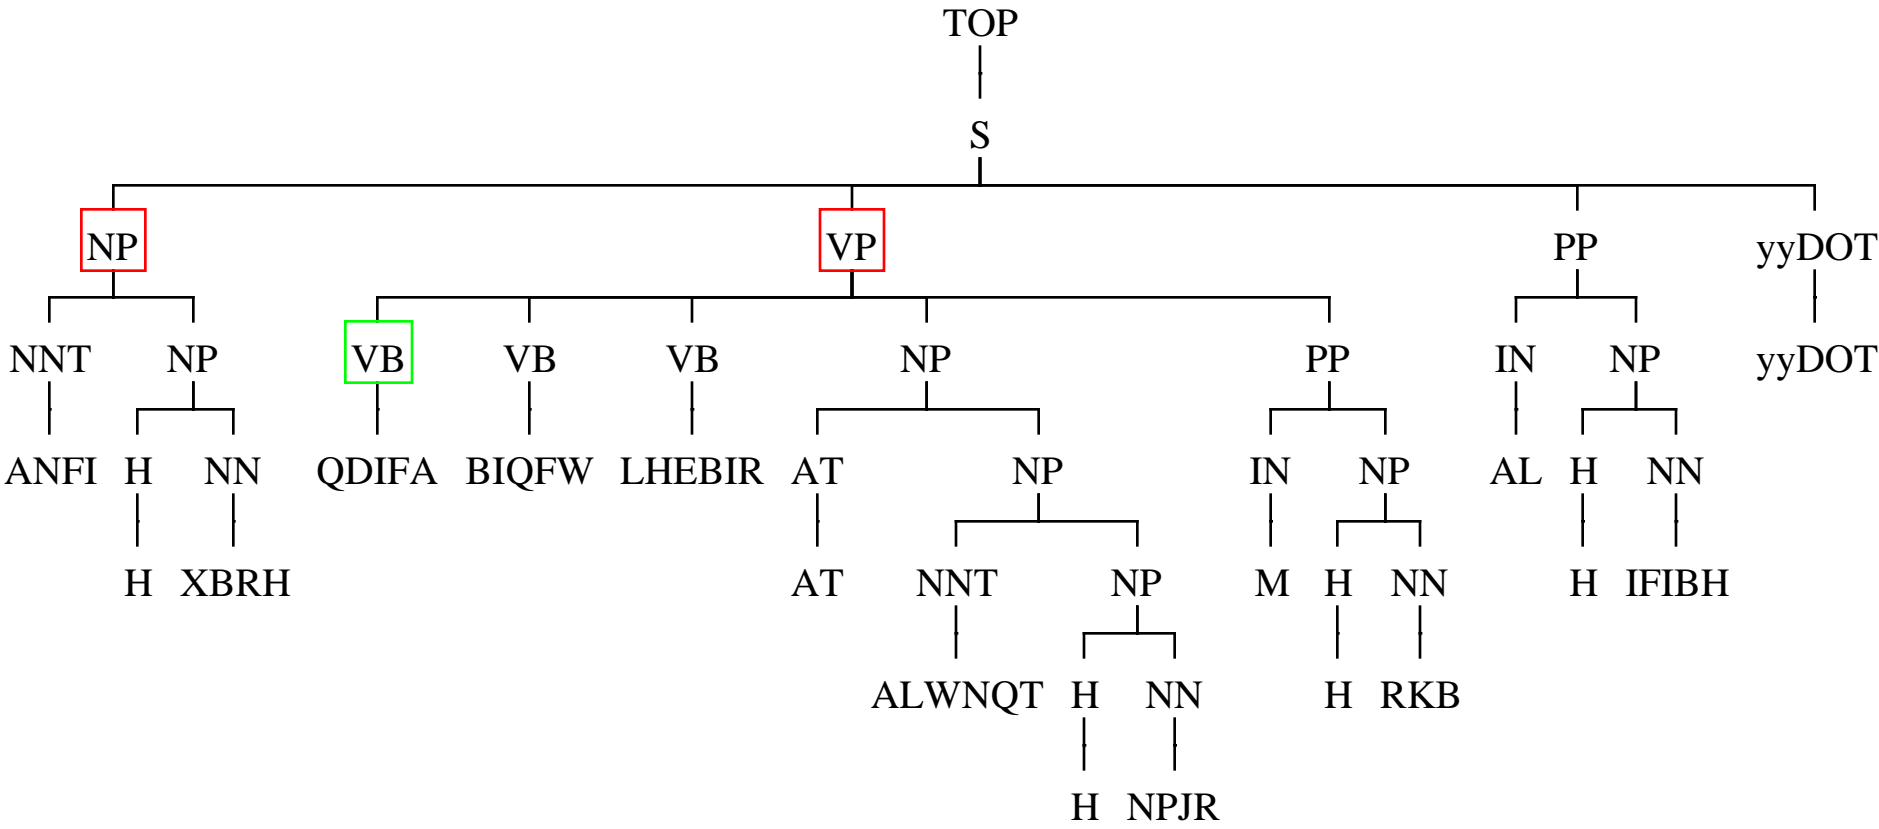 TOP
S
NP VP PP yyDOT
NNT NP VB VB VB NP PP IN NP yyDOT
ANFI H NN QDIFA BIQFW LHEBIR AT NP IN NP AL H NN
H XBRH AT NNT NP M H NN H IFIBH
ALWNQT H NN H RKB
H NPJR